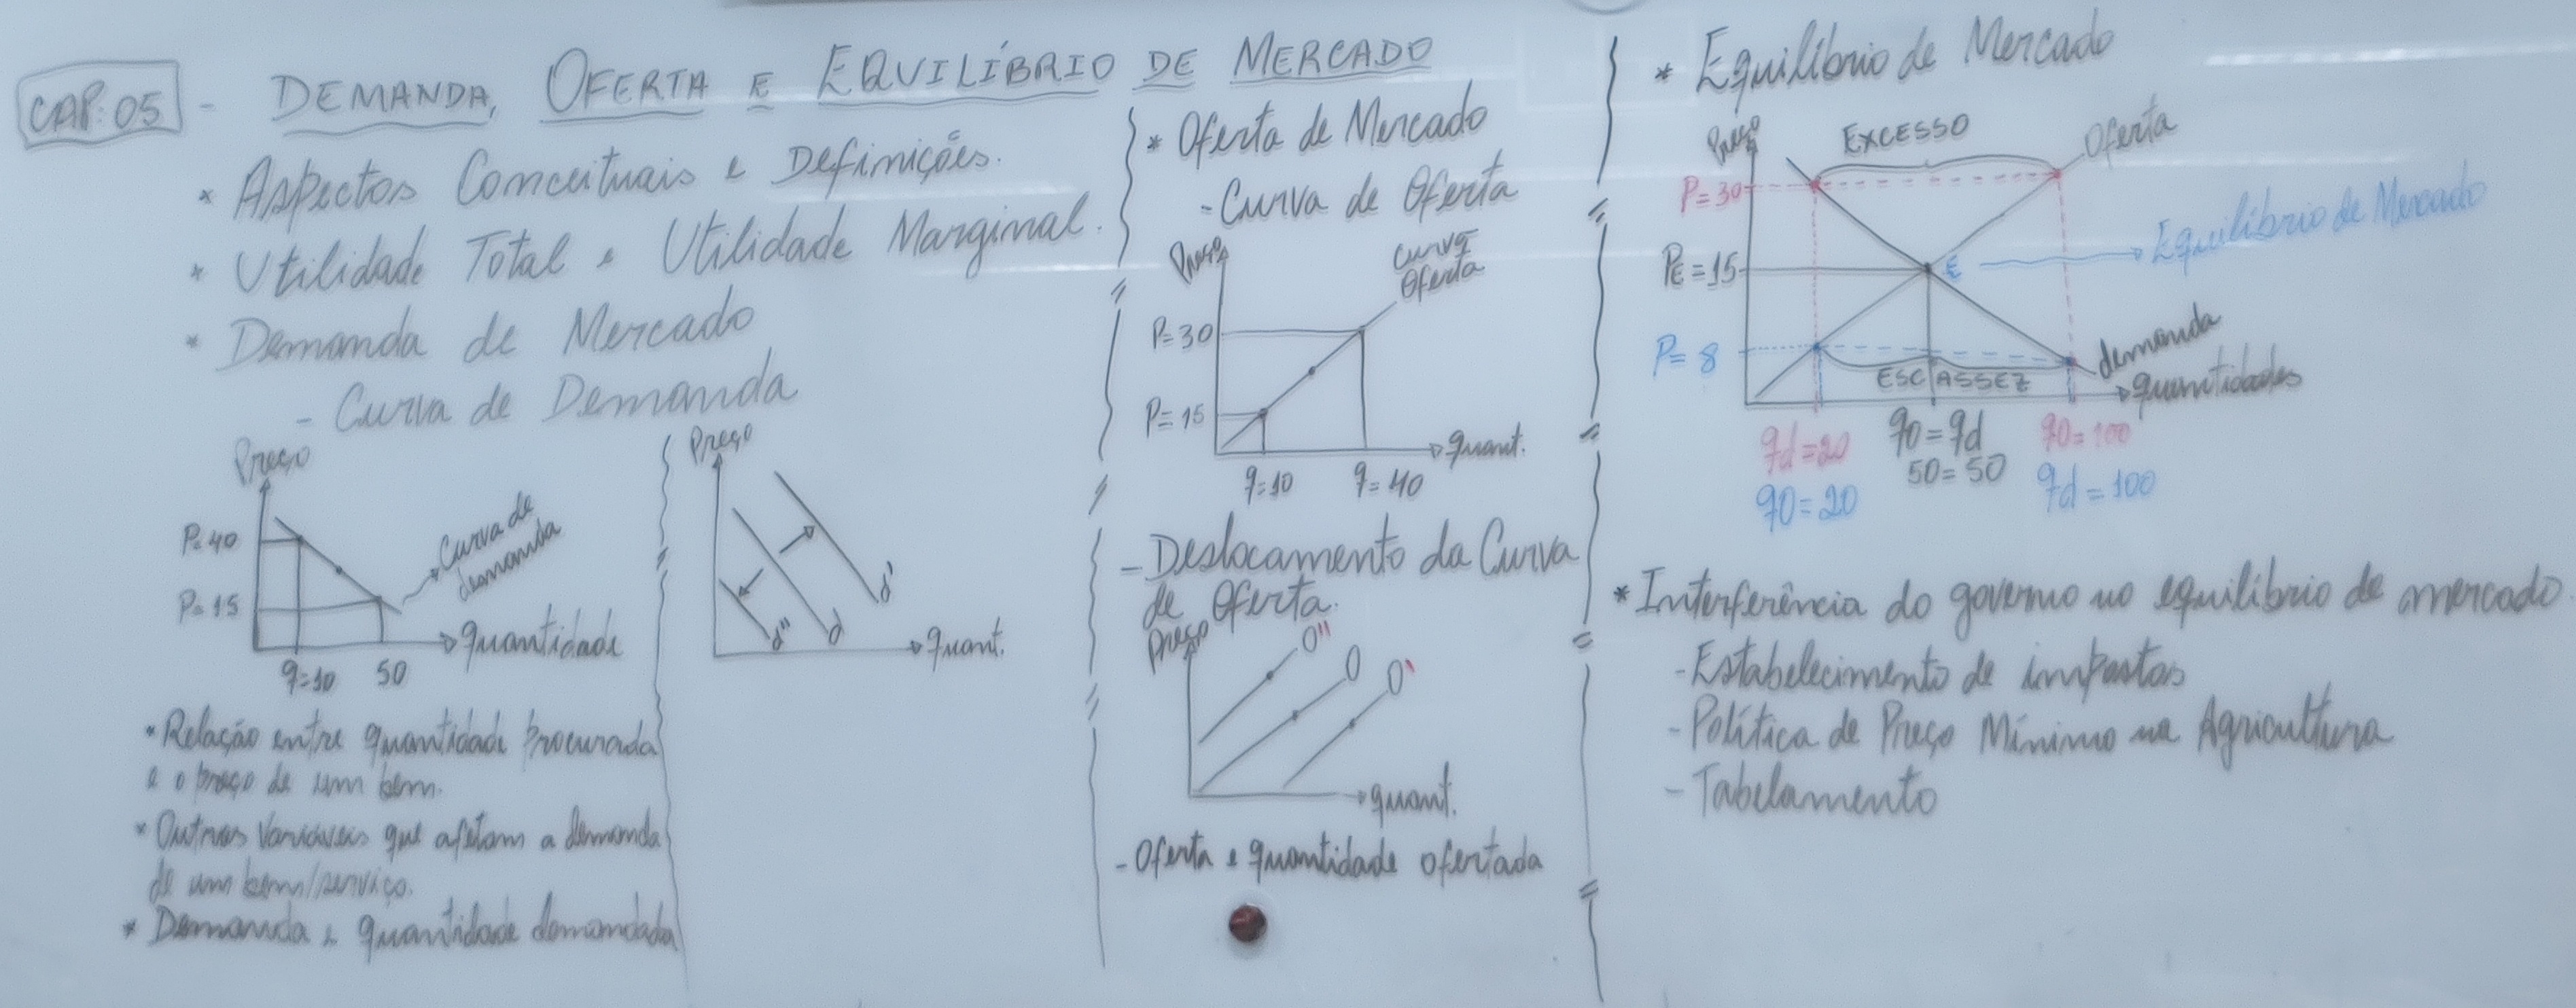 CAP: 05 - DEMANDA, OFERTA E EQUILÍBRIO DE MERCADO
* Aspectos Conceituais e Definições.
* Utilidade Total e Utilidade Marginal.
* Demanda de Mercado
- Curva de Demanda
Preço
P=40
P=15
q=10
50
quantidade
Curva de
demanda
Preço
d'
d
d"
quant.
* Relação entre quantidade procurada
e o preço de um bem.
* Outras variáveis que afetam a demanda
de um bem/serviço.
* Demanda e quantidade demandada
* Oferta de Mercado
- Curva de Oferta
Preço
Curva
Oferta
P=30
P=15
quant.
q=10
q=40
- Deslocamento da Curva
de Oferta.
Preço
O"
O
O'
quant.
- Oferta e quantidade ofertada
* Equilíbrio de Mercado
Preço
EXCESSO
Oferta
P=30
Equilíbrio de Mercado
PE=15
E
P=8
ESCASSEZ
demanda
quantidades
qd=20
qo=qd
qo=100
qo=20
50=50
qd=100
* Interferência do governo no equilíbrio de mercado.
- Estabelecimento de impostos
- Política de Preço Mínimo na Agricultura
- Tabelamento